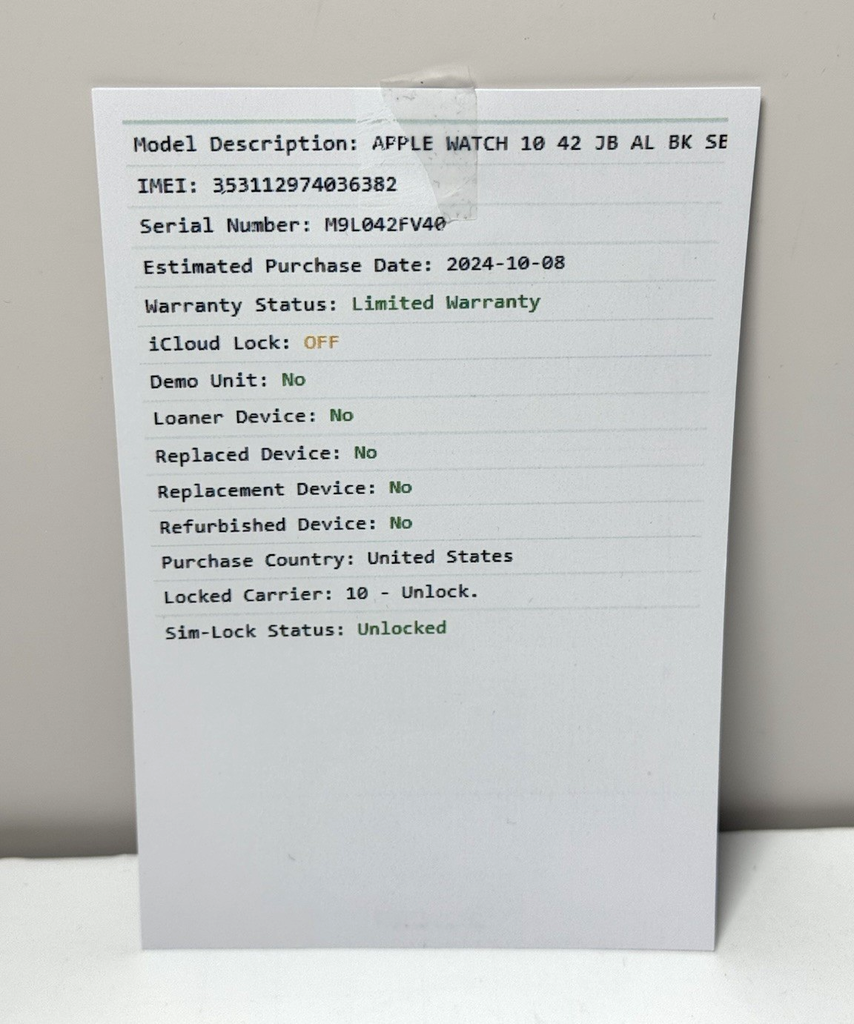 Model Description: APPLE WATCH 10 42 JB AL BK SB
IMEI: 353112974036382
Serial Number: M9L042FV40
Estimated Purchase Date: 2024-10-08
Warranty Status: Limited Warranty
iCloud Lock: OFF
Demo Unit: No
Loaner Device: No
Replaced Device: No
Replacement Device: No
Refurbished Device: No
Purchase Country: United States
Locked Carrier: 10 - Unlock.
Sim-Lock Status: Unlocked